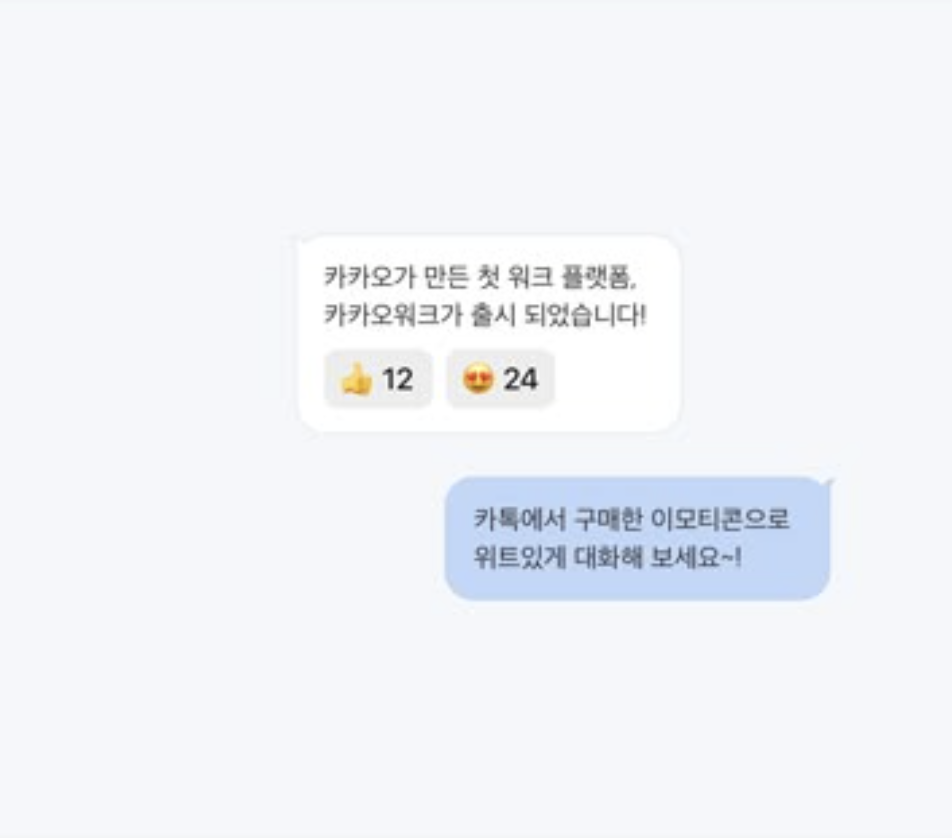 카카오가 만든 첫 워크 플랫폼,
카카오워크가 출시 되었습니다!
👍 12 😍 24
카톡에서 구매한 이모티콘으로
위트있게 대화해 보세요~!